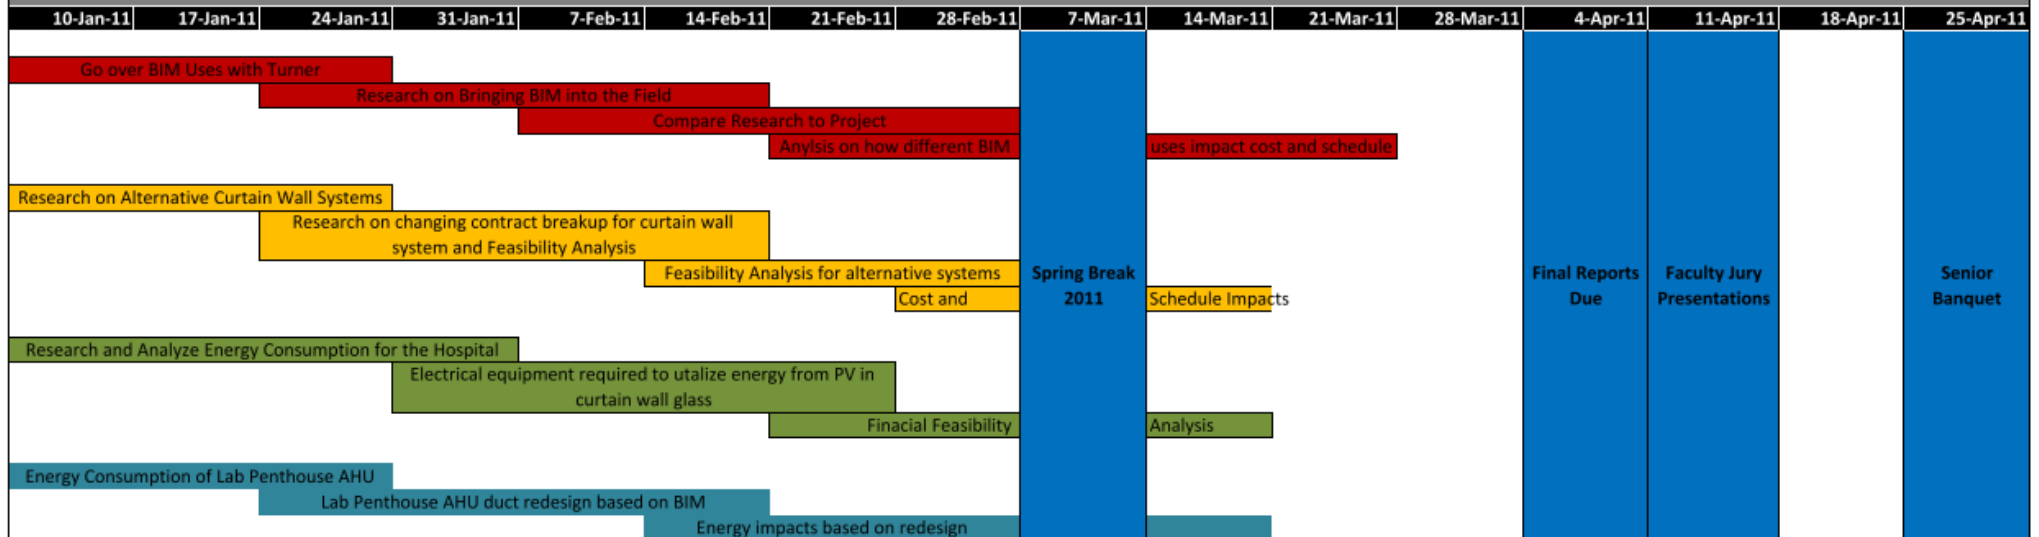 10-Jan-11 17-Jan-11 24-Jan-11 31-Jan-11 7-Feb-11 14-Feb-11 21-Feb-11 28-Feb-11 7-Mar-11 14-Mar-11 21-Mar-11 28-Mar-11 4-Apr-11 11-Apr-11 18-Apr-11 25-Apr-11
Go over BIM Uses with Turner
Research on Bringing BIM into the Field
Compare Research to Project
Anylsis on how different BIM uses impact cost and schedule
Research on Alternative Curtain Wall Systems
Research on changing contract breakup for curtain wall
system and Feasibility Analysis
Feasibility Analysis for alternative systems
Cost and Schedule Impacts
Spring Break
2011
Final Reports
Due
Faculty Jury
Presentations
Senior
Banquet
Research and Analyze Energy Consumption for the Hospital
Electrical equipment required to utalize energy from PV in
curtain wall glass
Finacial Feasibility Analysis
Energy Consumption of Lab Penthouse AHU
Lab Penthouse AHU duct redesign based on BIM
Energy impacts based on redesign